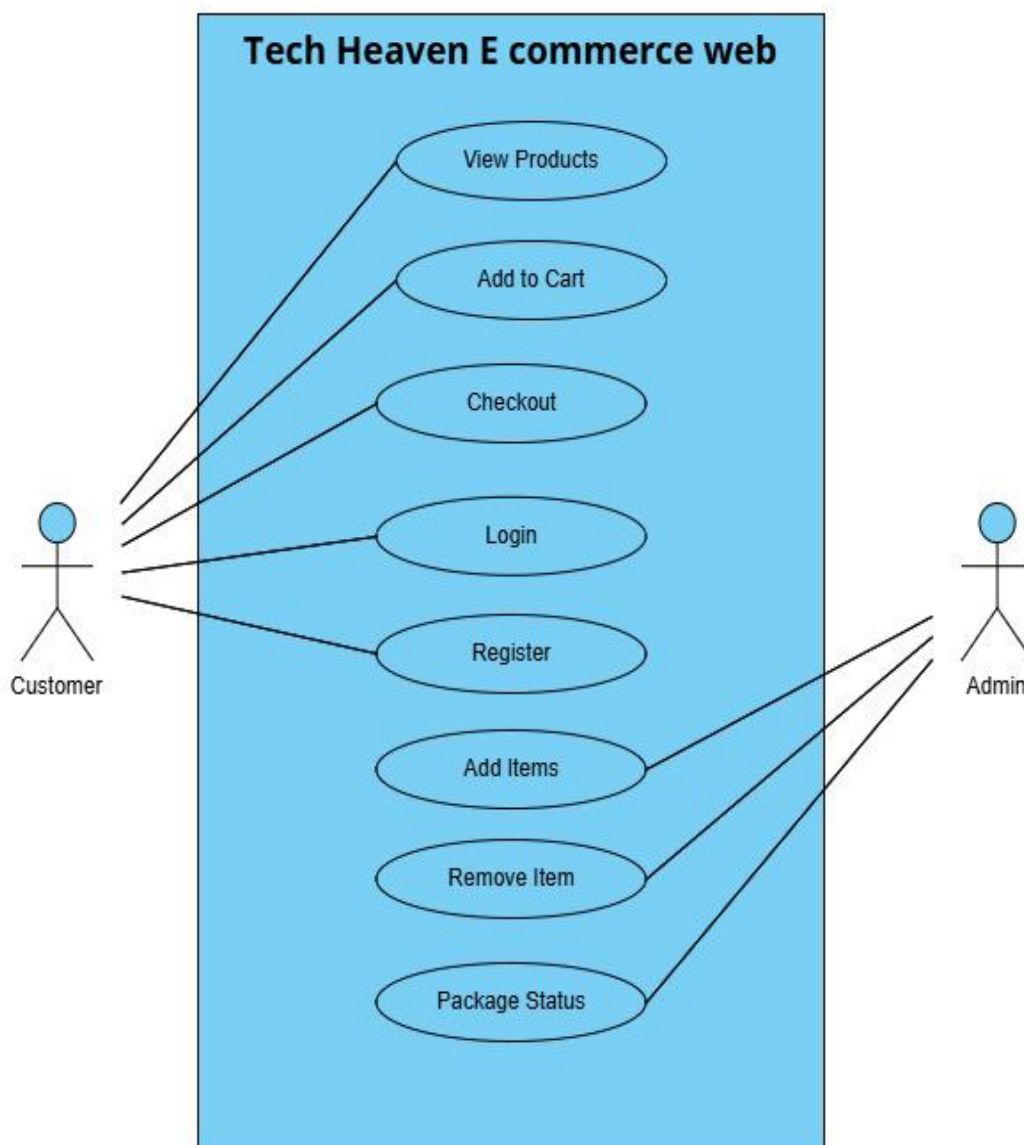 Tech Heaven E commerce web
View Products
Add to Cart
Checkout
Login
Register
Customer
Admin
Add Items
Remove Item
Package Status